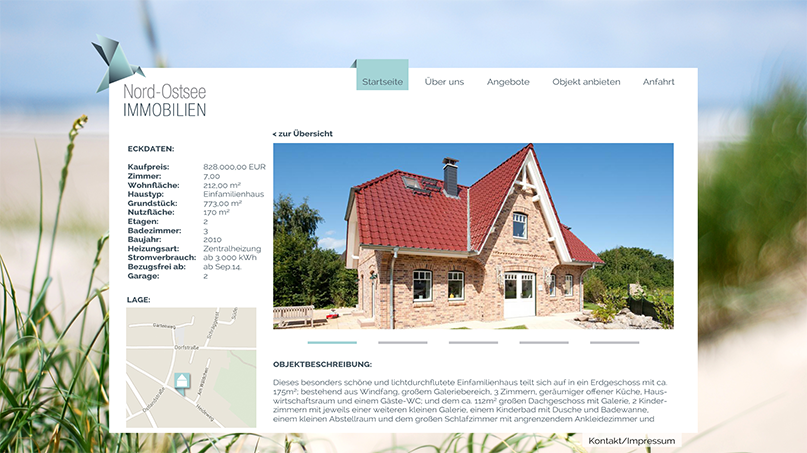 Nord-Ostsee
IMMOBILIEN
Startseite Über uns Angebote Objekt anbieten Anfahrt
< zur Übersicht
ECKDATEN:
Kaufpreis: 828.000,00 EUR
Zimmer: 7,00
Wohnfläche: 212,00 m²
Haustyp: Einfamilienhaus
Grundstück: 773,00 m²
Nutzfläche: 170 m²
Etagen: 2
Badezimmer: 3
Baujahr: 2010
Heizungsart: Zentralheizung
Stromverbrauch: ab 3.000 kWh
Bezugsfrei ab: ab Sep.14.
Garage: 2
LAGE:
Dorfstraße
Am Wäldchen
Heideweg
OBJEKTBESCHREIBUNG:
Dieses besonders schöne und lichtdurchflutete Einfamilienhaus teilt sich auf in ein Erdgeschoss mit ca.
175m²; bestehend aus Windfang, großem Galeriebereich, 3 Zimmern, geräumiger offener Küche, Haus-
wirtschaftsraum und einem Gäste-WC; und dem ca. 112m² großen Dachgeschoss mit Galerie, 2 Kinder-
zimmern mit jeweils einer weiteren kleinen Galerie, einem Kinderbad mit Dusche und Badewanne,
einem kleinen Abstellraum und dem großen Schlafzimmer mit angrenzendem Ankleidezimmer und
Kontakt/Impressum